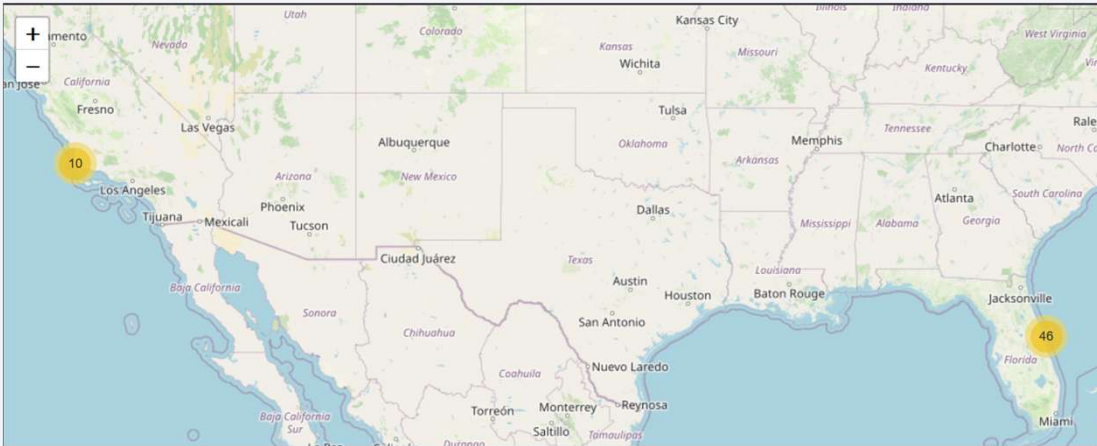 Utah
Colorado
Kansas City
Illinois
Indiana
+
amento
Nevada
Kansas
Missouri
West Virginia
−
Wichita
Kentucky
California
an José
Fresno
Tulsa
Las Vegas
Albuquerque
Oklahoma
Memphis
Tennessee
Rale
Charlotte
North Ca
10
Arkansas
Los Angeles
Arizona
New Mexico
South Carolina
Phoenix
Dallas
Atlanta
Tijuana
Mexicali
Tucson
Mississippi
Alabama
Georgia
Ciudad Juárez
Texas
Louisiana
Baja California
Austin
Houston
Baton Rouge
Jacksonville
Sonora
Chihuahua
San Antonio
46
Florida
Coahuila
Nuevo Laredo
Baja California
Sur
Torreón
Monterrey
Reynosa
Miami
Saltillo
Tamaulipas
Durango